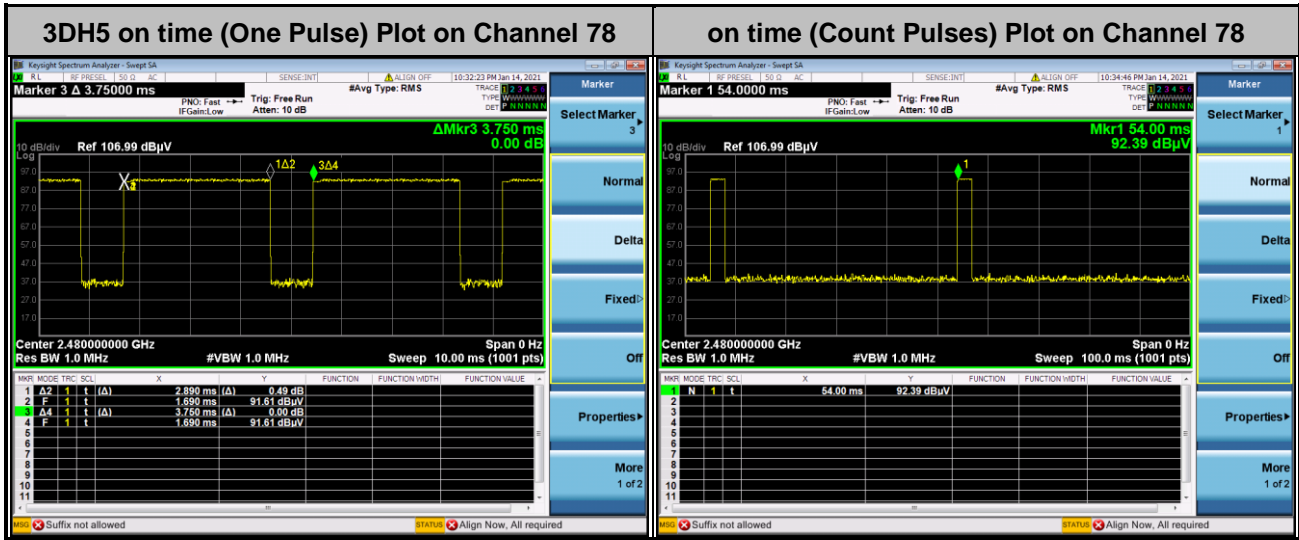 3DH5 on time (One Pulse) Plot on Channel 78
on time (Count Pulses) Plot on Channel 78
Keysight Spectrum Analyzer - Swept SA
RL RF PRESEL 50 Ω AC SENSE:INT ALIGN OFF 10:32:23 PM Jan 14, 2021
Marker 3 Δ 3.75000 ms
#Avg Type: RMS
TRACE 1 2 3 4 5 6
PNO: Fast Trig: Free Run
TYPE WWWWWW
IFGain:Low Atten: 10 dB
DET P N N N N N
ΔMkr3 3.750 ms
0.00 dB
10 dB/div Ref 106.99 dBµV
Log
97.0
87.0
77.0
67.0
57.0
47.0
37.0
27.0
17.0
X
1Δ2
3Δ4
Center 2.480000000 GHz Span 0 Hz
Res BW 1.0 MHz #VBW 1.0 MHz Sweep 10.00 ms (1001 pts)
MKR MODE TRC SCL X Y FUNCTION FUNCTION WIDTH FUNCTION VALUE
1 Δ2 1 t (Δ) 2.890 ms (Δ) 0.49 dB
2 F 1 t 1.690 ms 91.61 dBµV
3 Δ4 1 t (Δ) 3.750 ms (Δ) 0.00 dB
4 F 1 t 1.690 ms 91.61 dBµV
5
6
7
8
9
10
11
MSG Suffix not allowed STATUS Align Now, All required
Marker
Select Marker
3
Normal
Delta
Fixed
Off
Properties
More
1 of 2
Keysight Spectrum Analyzer - Swept SA
RL RF PRESEL 50 Ω AC SENSE:INT ALIGN OFF 10:34:46 PM Jan 14, 2021
Marker 1 54.0000 ms
#Avg Type: RMS
TRACE 1 2 3 4 5 6
PNO: Fast Trig: Free Run
TYPE WWWWWW
IFGain:Low Atten: 10 dB
DET P N N N N N
Mkr1 54.00 ms
92.39 dBµV
10 dB/div Ref 106.99 dBµV
Log
97.0
87.0
77.0
67.0
57.0
47.0
37.0
27.0
17.0
1
Center 2.480000000 GHz Span 0 Hz
Res BW 1.0 MHz #VBW 1.0 MHz Sweep 100.0 ms (1001 pts)
MKR MODE TRC SCL X Y FUNCTION FUNCTION WIDTH FUNCTION VALUE
1 N 1 t 54.00 ms 92.39 dBµV
2
3
4
5
6
7
8
9
10
11
MSG Suffix not allowed STATUS Align Now, All required
Marker
Select Marker
1
Normal
Delta
Fixed
Off
Properties
More
1 of 2